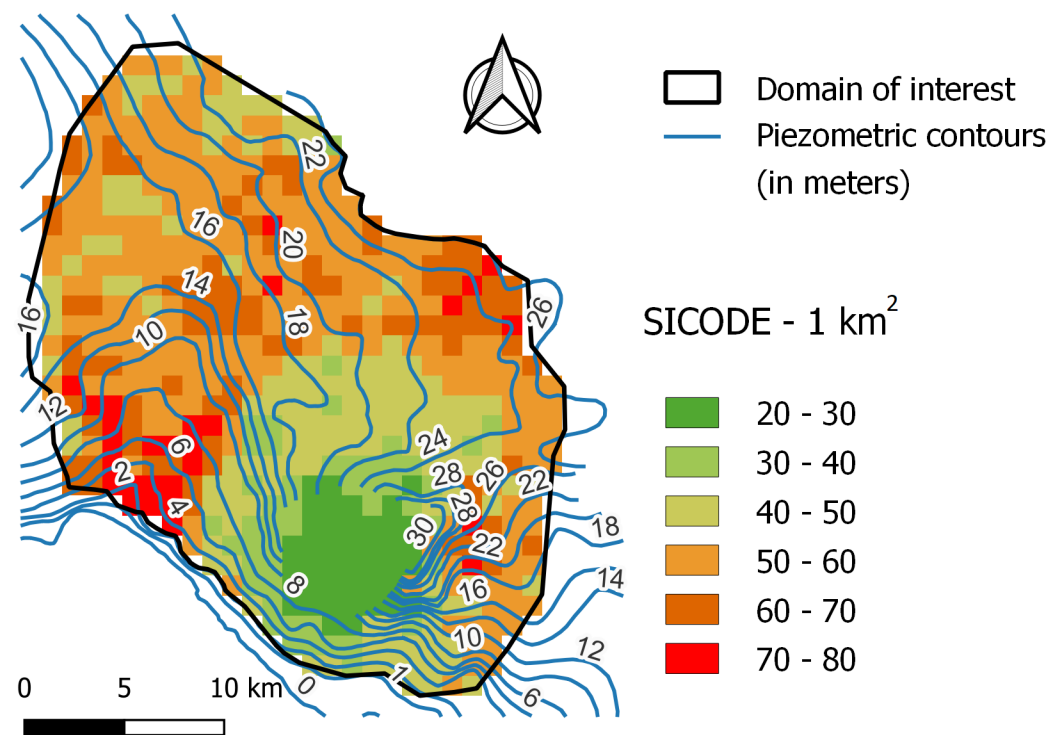 22
Domain of interest
Piezometric contours
(in meters)
16
20
14
26
16
10
18
SICODE - 1 km²
12
20 - 30
6
24
30 - 40
2
28
26
22
4
28
40 - 50
30
18
22
50 - 60
8
16
14
60 - 70
10
12
70 - 80
0
1
6
0 5 10 km